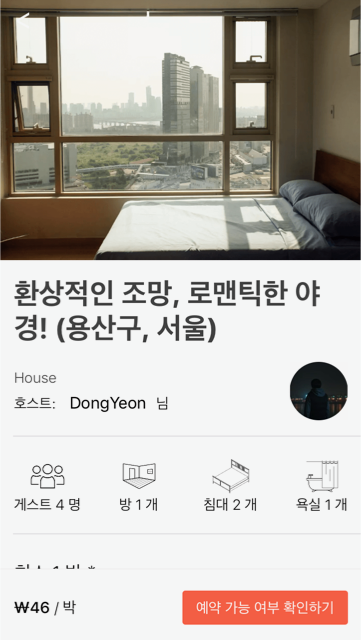 환상적인 조망, 로맨틱한 야
경! (용산구, 서울)
House
호스트: DongYeon 님
게스트 4 명 방 1 개 침대 2 개 욕실 1 개
₩46 / 박 예약 가능 여부 확인하기